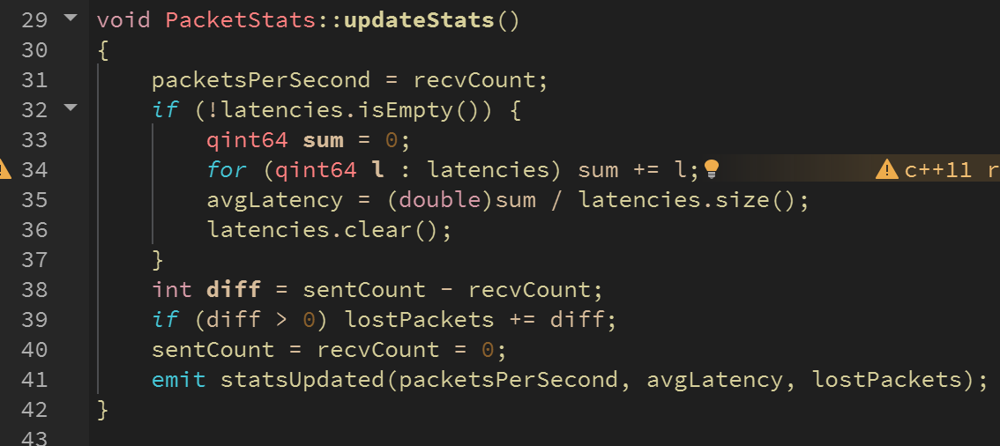 29 void PacketStats::updateStats()
30 {
31     packetsPerSecond = recvCount;
32     if (!latencies.isEmpty()) {
33         qint64 sum = 0;
34         for (qint64 l : latencies) sum += l; c++11 r
35         avgLatency = (double)sum / latencies.size();
36         latencies.clear();
37     }
38     int diff = sentCount - recvCount;
39     if (diff > 0) lostPackets += diff;
40     sentCount = recvCount = 0;
41     emit statsUpdated(packetsPerSecond, avgLatency, lostPackets);
42 }
43